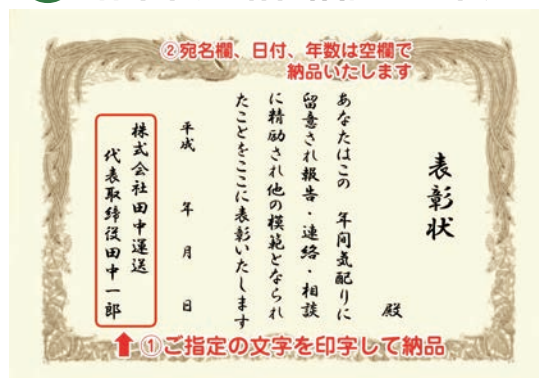 ②宛名欄、日付、年数は空欄で
納品いたします
表彰状
殿
あなたはこの 年間気配りに
留意され報告・連絡・相談
に精励され他の模範となられ
たことをここに表彰いたします
平成 年 月 日
株式会社田中運送
代表取締役田中一郎
①ご指定の文字を印字して納品